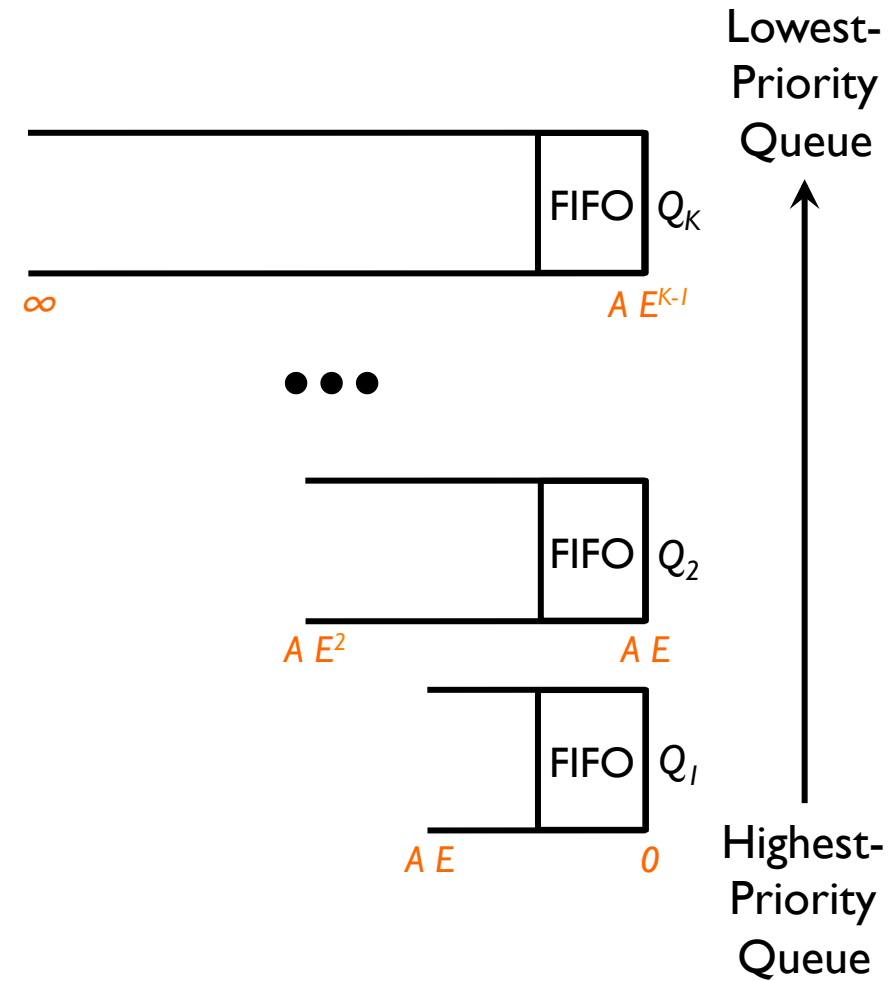 Lowest-
Priority
Queue
FIFO Q_K
∞ A E^{K-1}
•••
FIFO Q_2
A E^2 A E
FIFO Q_1
A E 0
Highest-
Priority
Queue